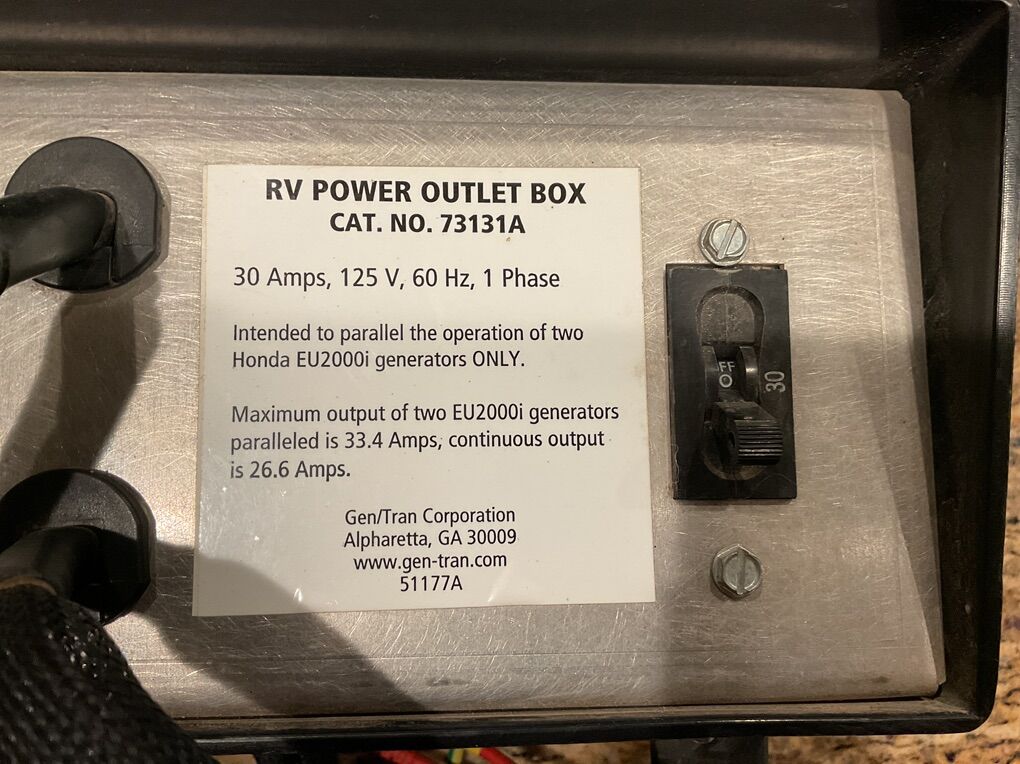 RV POWER OUTLET BOX
CAT. NO. 73131A
30 Amps, 125 V, 60 Hz, 1 Phase
Intended to parallel the operation of two
Honda EU2000i generators ONLY.
Maximum output of two EU2000i generators
paralleled is 33.4 Amps, continuous output
is 26.6 Amps.
Gen/Tran Corporation
Alpharetta, GA 30009
www.gen-tran.com
51177A
FF
O
30